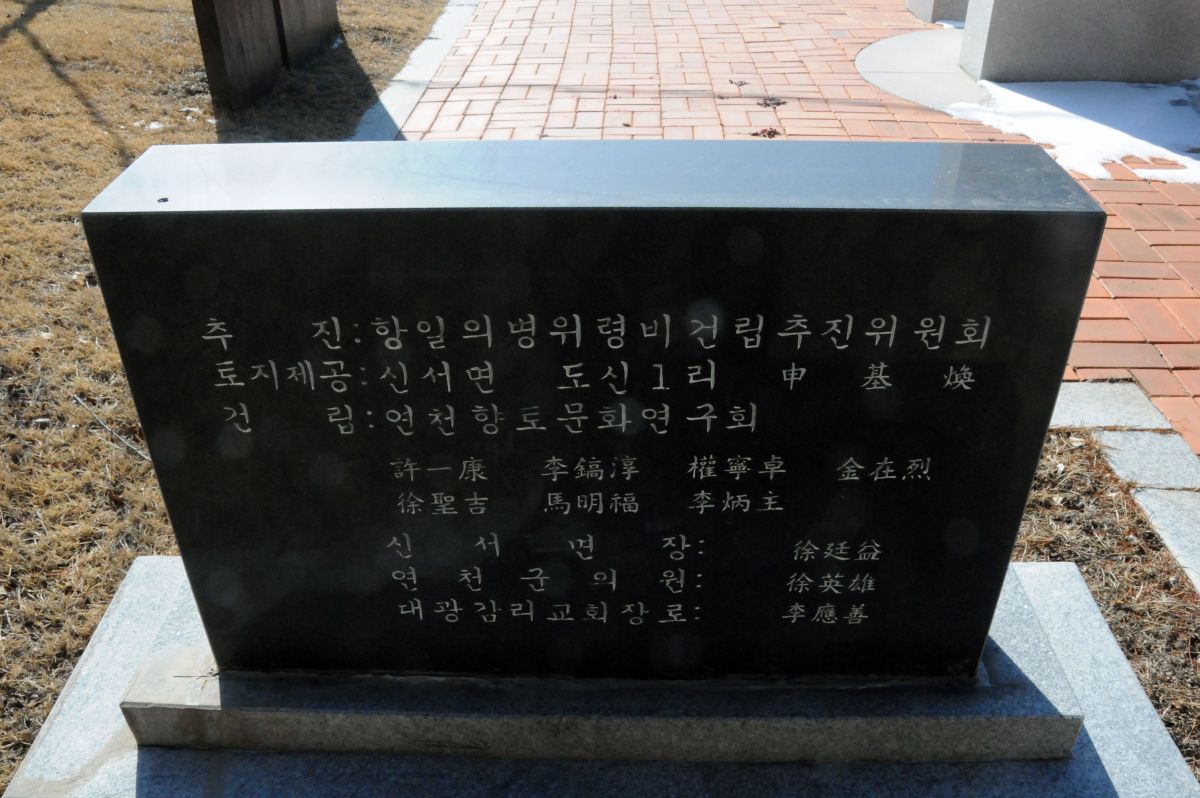 추 진:항일의병위령비건립추진위원회
토지제공:신서면 도신1리 申 基 煥
건 립:연천향토문화연구회
許一康 李鎬淳 權寧卓 金在烈
徐聖吉 馬明福 李炳主
신 서 면 장: 徐廷益
연 천 군 의 원: 徐英雄
대광감리교회장로: 李應善